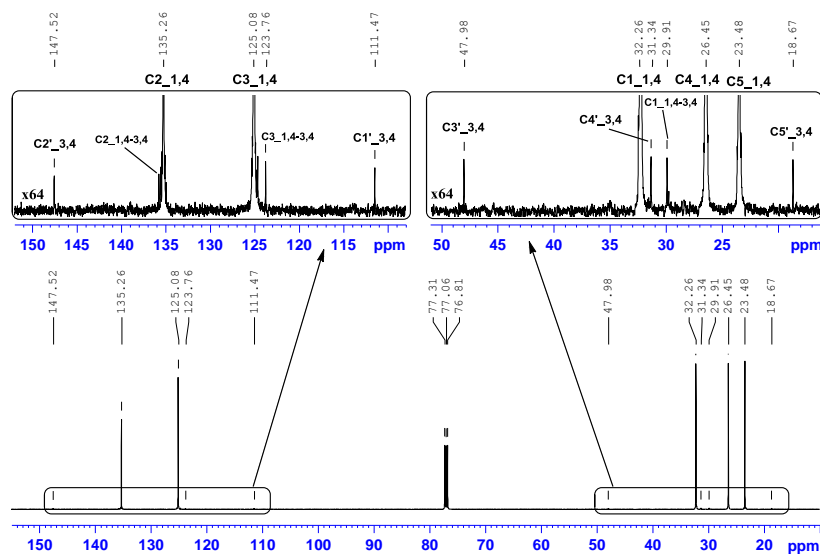 147.52 135.26 125.08 123.76 111.47 47.98 32.26 31.34 29.91 26.45 23.48 18.67
C2_1,4 C3_1,4 C1_1,4 C4_1,4 C5_1,4
C2'_3,4 C2_1,4-3,4 C3_1,4-3,4 C1'_3,4 C3'_3,4 C4'_3,4 C1_1,4-3,4 C5'_3,4
x64 x64
150 145 140 135 130 125 120 115 ppm 50 45 40 35 30 25 20 ppm
147.52 135.26 125.08 123.76 111.47 77.31 77.06 76.81 47.98 32.26 31.34 29.91 26.45 23.48 18.67
150 140 130 120 110 100 90 80 70 60 50 40 30 20 ppm